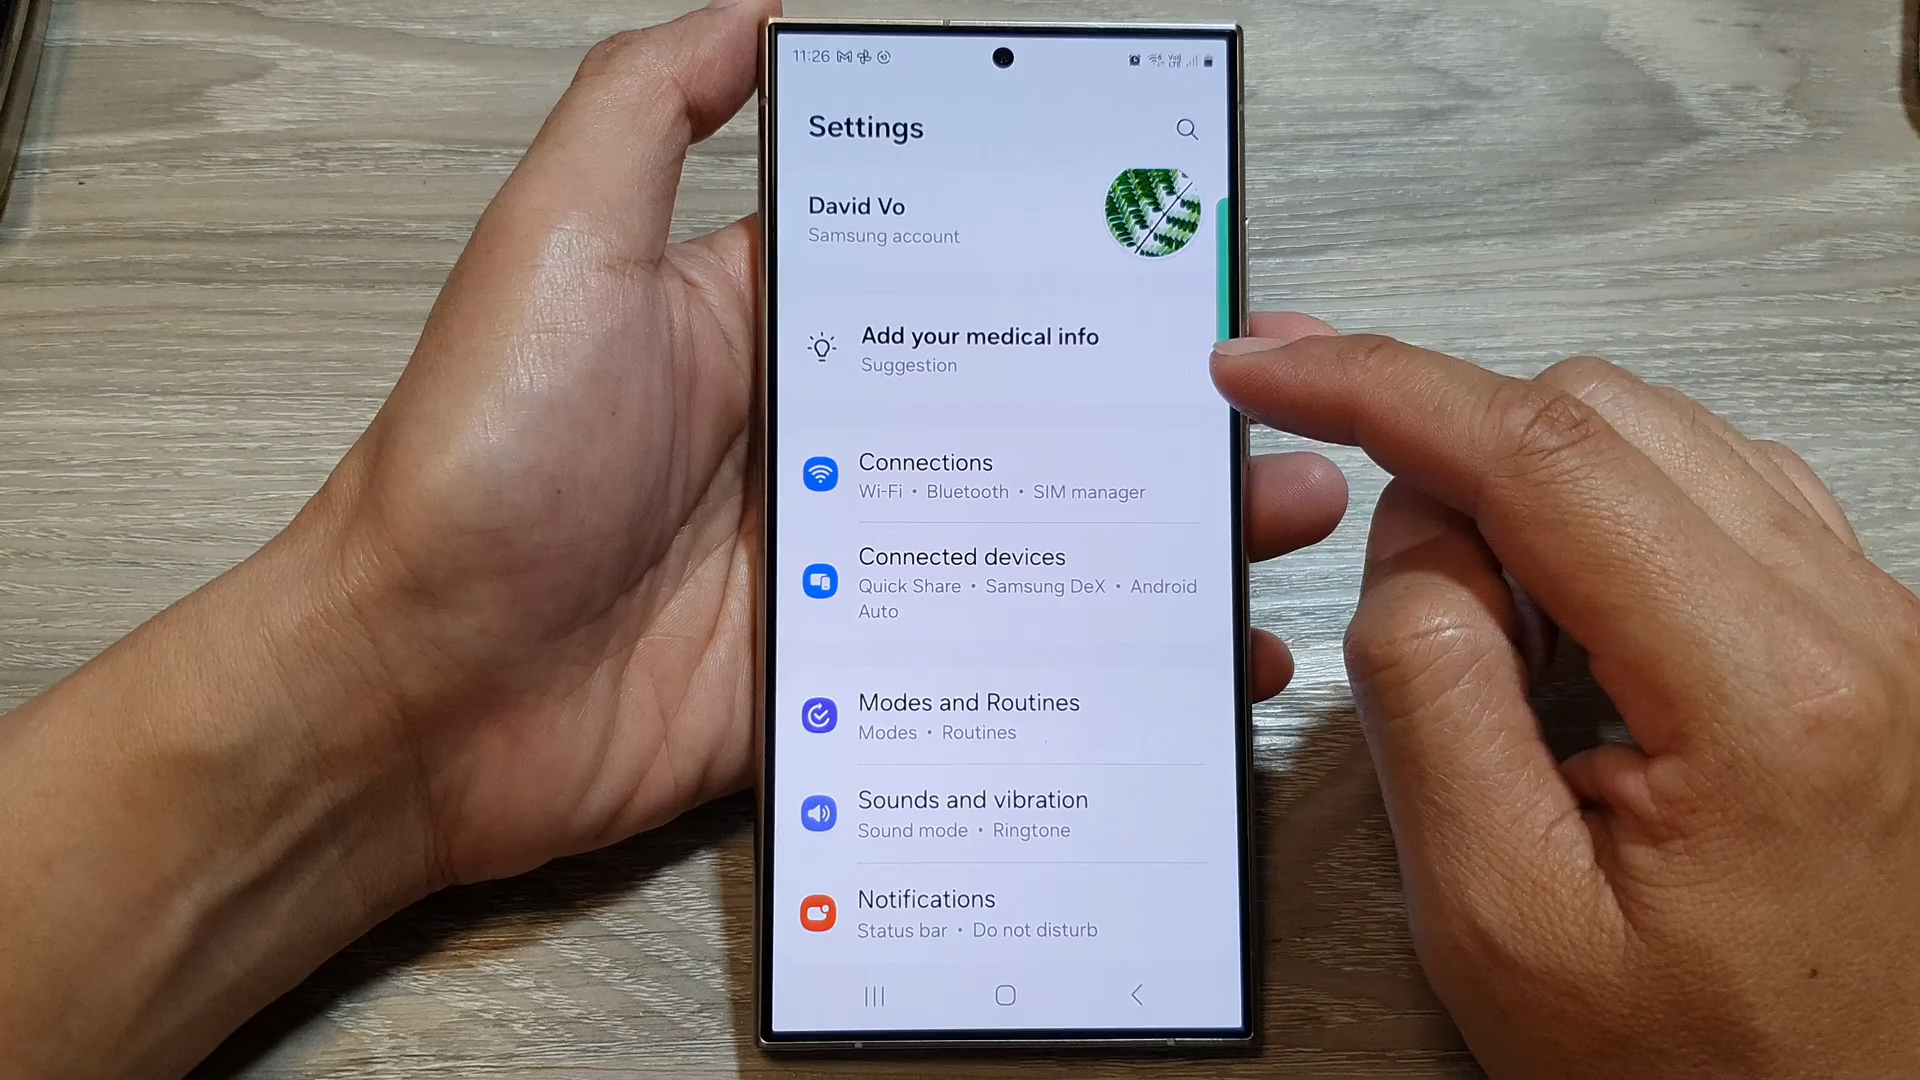 11:26
Settings
David Vo
Samsung account
Add your medical info
Suggestion
Connections
Wi-Fi • Bluetooth • SIM manager
Connected devices
Quick Share • Samsung DeX • Android
Auto
Modes and Routines
Modes • Routines
Sounds and vibration
Sound mode • Ringtone
Notifications
Status bar • Do not disturb